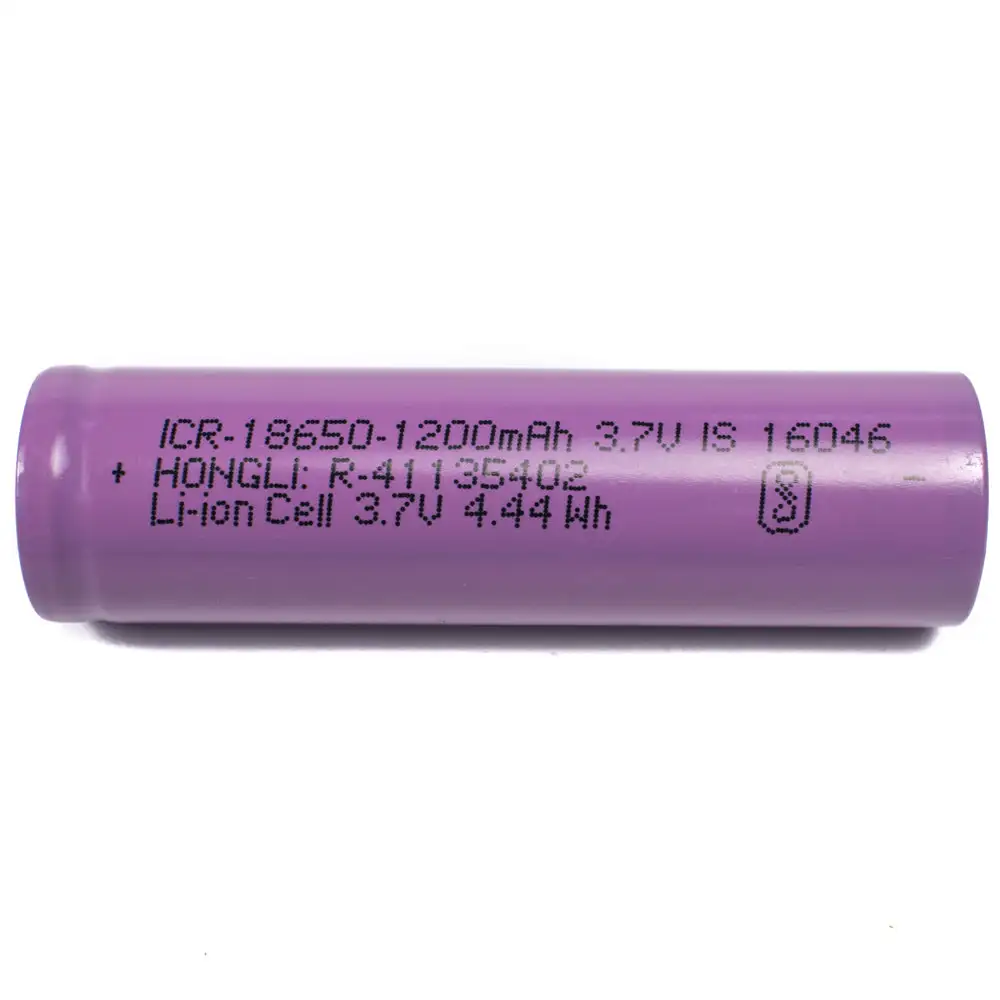 ICR-18650-1200mAh 3.7V IS 16046
+ HONGLI: R-41135402 -
Li-ion Cell 3.7V 4.44 Wh